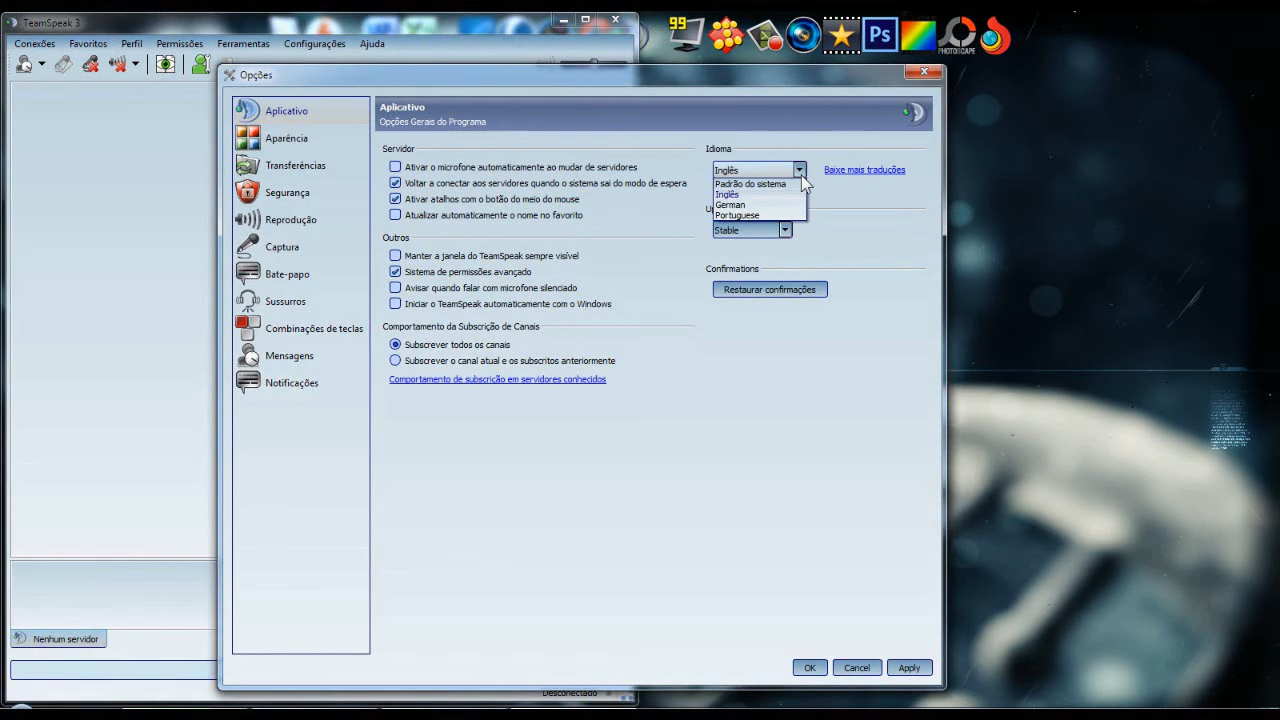 TeamSpeak 3
Conexões Favoritos Perfil Permissões Ferramentas Configurações Ajuda
99
Ps
PHOTOSCAPE
Opções
Aplicativo
Aparência
Transferências
Segurança
Reprodução
Captura
Bate-papo
Sussurros
Combinações de teclas
Mensagens
Notificações
Aplicativo
Opções Gerais do Programa
Servidor
Ativar o microfone automaticamente ao mudar de servidores
Voltar a conectar aos servidores quando o sistema sai do modo de espera
Ativar atalhos com o botão do meio do mouse
Atualizar automaticamente o nome no favorito
Outros
Manter a janela do TeamSpeak sempre visível
Sistema de permissões avançado
Avisar quando falar com microfone silenciado
Iniciar o TeamSpeak automaticamente com o Windows
Comportamento da Subscrição de Canais
Subscrever todos os canais
Subscrever o canal atual e os subscritos anteriormente
Comportamento de subscrição em servidores conhecidos
Idioma
Inglês
Baixe mais traduções
Padrão do sistema
Inglês
German
Portuguese
Stable
Confirmations
Restaurar confirmações
OK Cancel Apply
Nenhum servidor
Desconectado